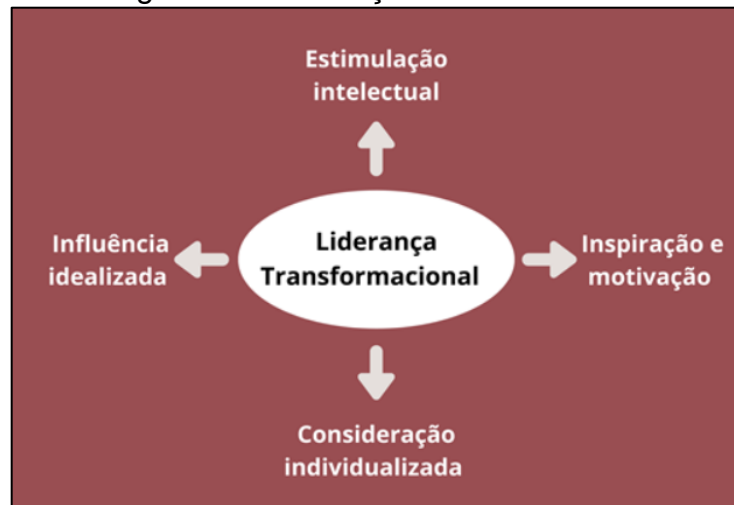 Estimulação
intelectual
Influência
idealizada
Liderança
Transformacional
Inspiração e
motivação
Consideração
individualizada